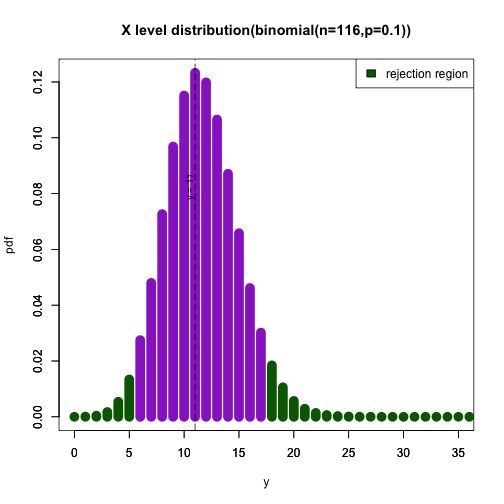 X level distribution(binomial(n=116,p=0.1))
rejection region
pdf
0.12
0.10
0.08
0.06
0.04
0.02
0.00
y = 11
0 5 10 15 20 25 30 35
y